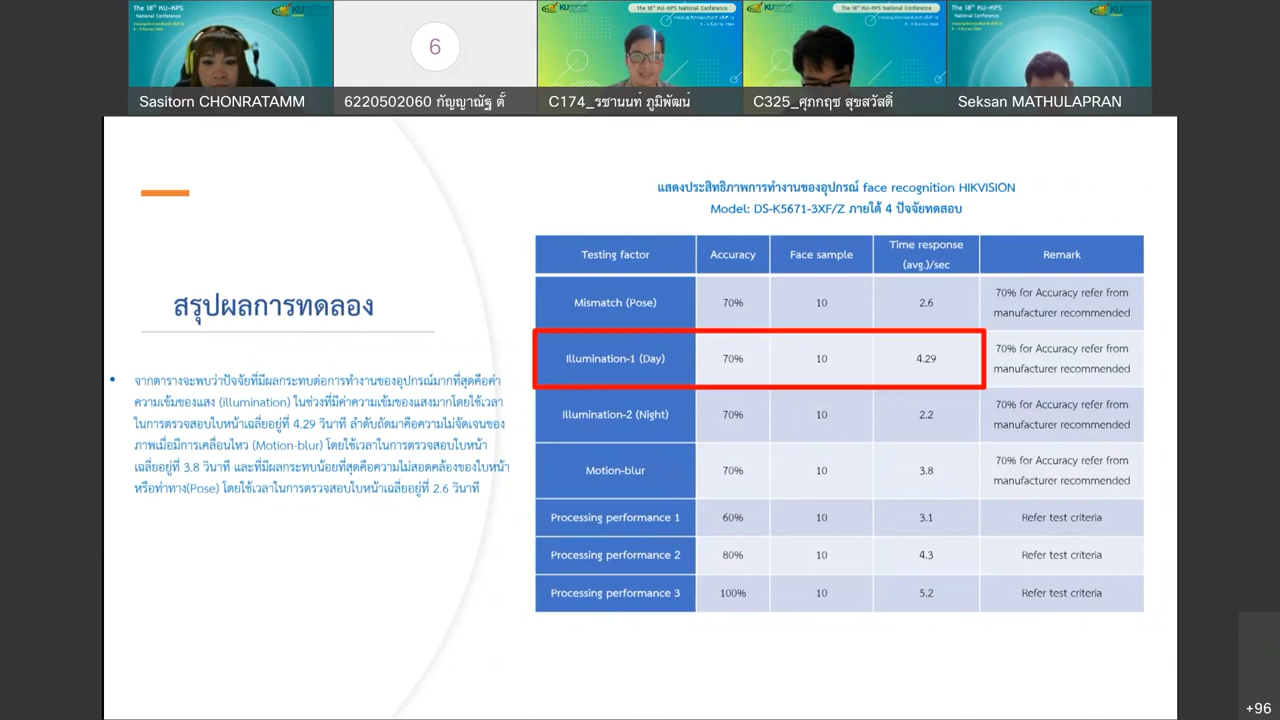 The 18th KU-KPS
National Conference
The 18th KU-KPS National Conference
The 18th KU-KPS National Conference
The 18th KU-KPS
National Conference
6
Sasitorn CHONRATAMM
6220502060 กัญญาณัฐ ตั้
C174_รชานนท์ ภูมิพัฒน์
C325_ศุภกฤช สุขสวัสดิ์
Seksan MATHULAPRAN
สรุปผลการทดลอง
• จากตารางจะพบว่าปัจจัยที่มีผลกระทบต่อการทำงานของอุปกรณ์มากที่สุดคือค่า
ความเข้มของแสง (illumination) ในช่วงที่มีค่าความเข้มของแสงมากโดยใช้เวลา
ในการตรวจสอบใบหน้าเฉลี่ยอยู่ที่ 4.29 วินาที ลำดับถัดมาคือความไม่จัดเจนของ
ภาพเมื่อมีการเคลื่อนไหว (Motion-blur) โดยใช้เวลาในการตรวจสอบใบหน้า
เฉลี่ยอยู่ที่ 3.8 วินาที และที่มีผลกระทบน้อยที่สุดคือความไม่สอดคล้องของใบหน้า
หรือท่าทาง(Pose) โดยใช้เวลาในการตรวจสอบใบหน้าเฉลี่ยอยู่ที่ 2.6 วินาที
แสดงประสิทธิภาพการทำงานของอุปกรณ์ face recognition HIKVISION
Model: DS-K5671-3XF/Z ภายใต้ 4 ปัจจัยทดสอบ
Testing factor Accuracy Face sample Time response (avg.)/sec Remark
Mismatch (Pose) 70% 10 2.6 70% for Accuracy refer from manufacturer recommended
Illumination-1 (Day) 70% 10 4.29 70% for Accuracy refer from manufacturer recommended
Illumination-2 (Night) 70% 10 2.2 70% for Accuracy refer from manufacturer recommended
Motion-blur 70% 10 3.8 70% for Accuracy refer from manufacturer recommended
Processing performance 1 60% 10 3.1 Refer test criteria
Processing performance 2 80% 10 4.3 Refer test criteria
Processing performance 3 100% 10 5.2 Refer test criteria
+96